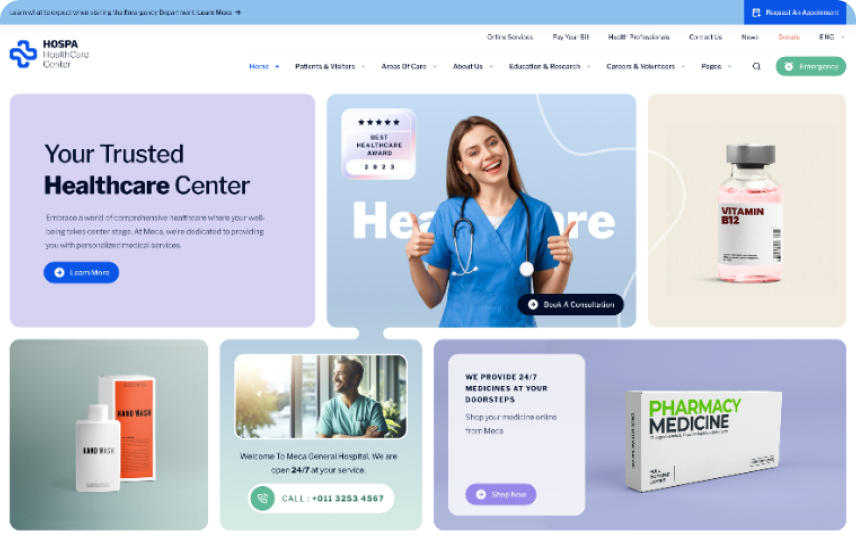 Learn what to expect when visiting the Emergency Department. Learn More →
Request An Appointment
Online Services Pay Your Bill Health Professionals Contact Us News Donate ENG
HOSPA
HealthCare
Center
Home Patients & Visiters Areas Of Care About Us Education & Research Careers & Volunteers Pages
Emergency
Your Trusted
Healthcare Center
Embrace a world of comprehensive healthcare where your well-
being takes center stage. At Meca, we're dedicated to providing
you with personalized medical services.
Learn More
★★★★★
BEST
HEALTHCARE
AWARD
2 0 2 3
Hea
re
Book A Consultation
VITAMIN
B12
HAND WASH
HAND WASH
Welcome To Meca General Hospital. We are
open 24/7 at your service.
CALL : +011 3253 4567
WE PROVIDE 24/7
MEDICINES AT YOUR
DOORSTEPS
Shop your medicine online
from Meca
Shop Now
PHARMACY
MEDICINE